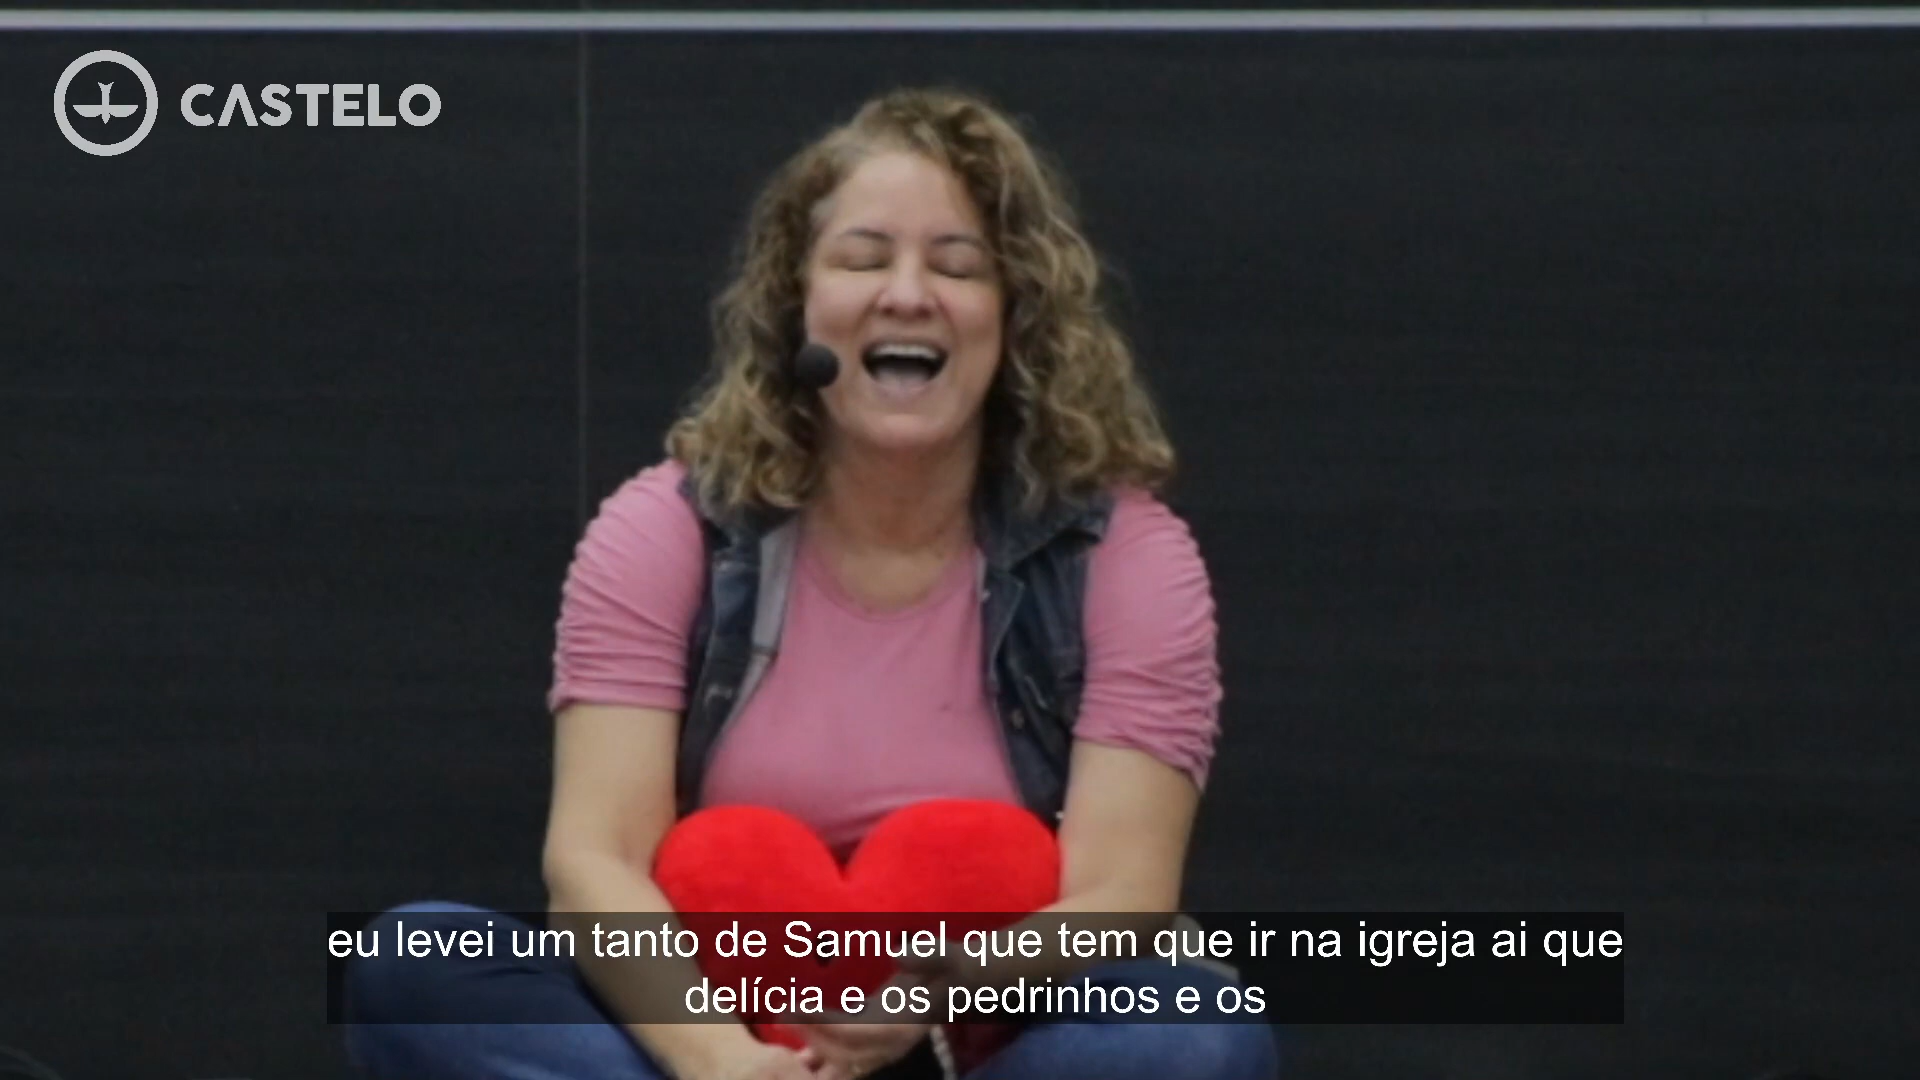 CASTELO
eu levei um tanto de Samuel que tem que ir na igreja ai que
delícia e os pedrinhos e os